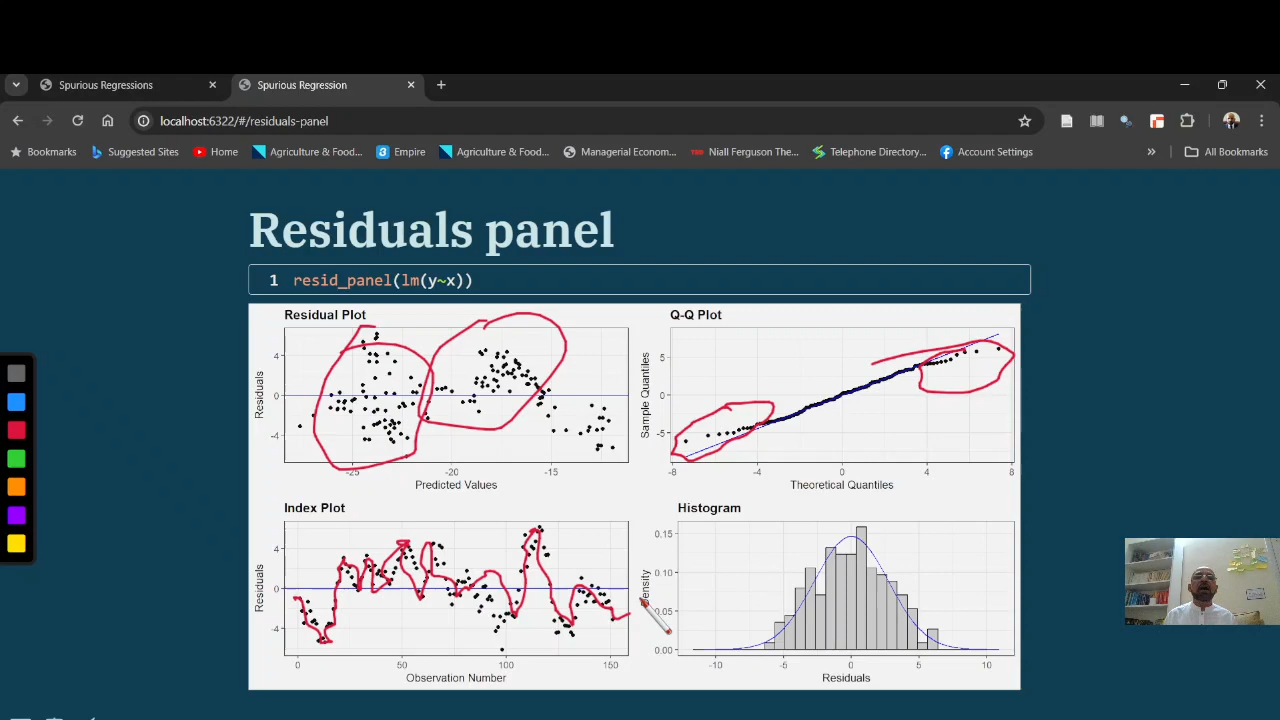 Spurious Regressions
Spurious Regression
localhost:6322/#/residuals-panel
Bookmarks Suggested Sites Home Agriculture & Food... Empire Agriculture & Food... Managerial Econom... Niall Ferguson The... Telephone Directory... Account Settings » All Bookmarks
Residuals panel
1 resid_panel(lm(y~x))
Residual Plot
4
0
-4
Residuals
-25 -20 -15
Predicted Values
Q-Q Plot
5
0
-5
Sample Quantiles
-8 -4 0 4 8
Theoretical Quantiles
Index Plot
4
0
-4
Residuals
0 50 100 150
Observation Number
Histogram
0.15
0.10
0.05
0.00
-10 -5 0 5 10
Residuals